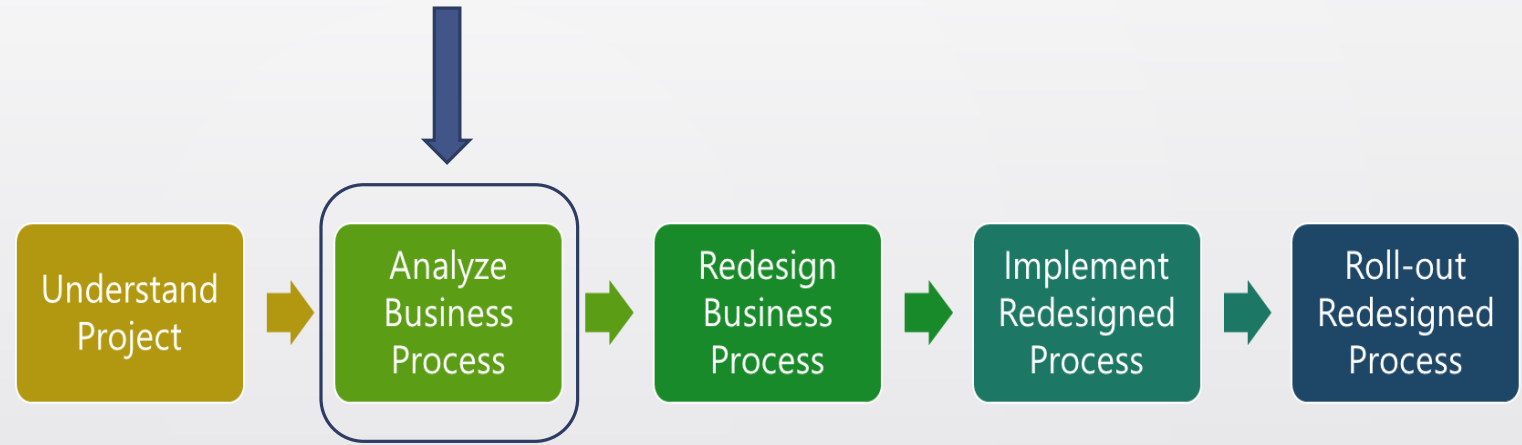 Understand
Project
Analyze
Business
Process
Redesign
Business
Process
Implement
Redesigned
Process
Roll-out
Redesigned
Process